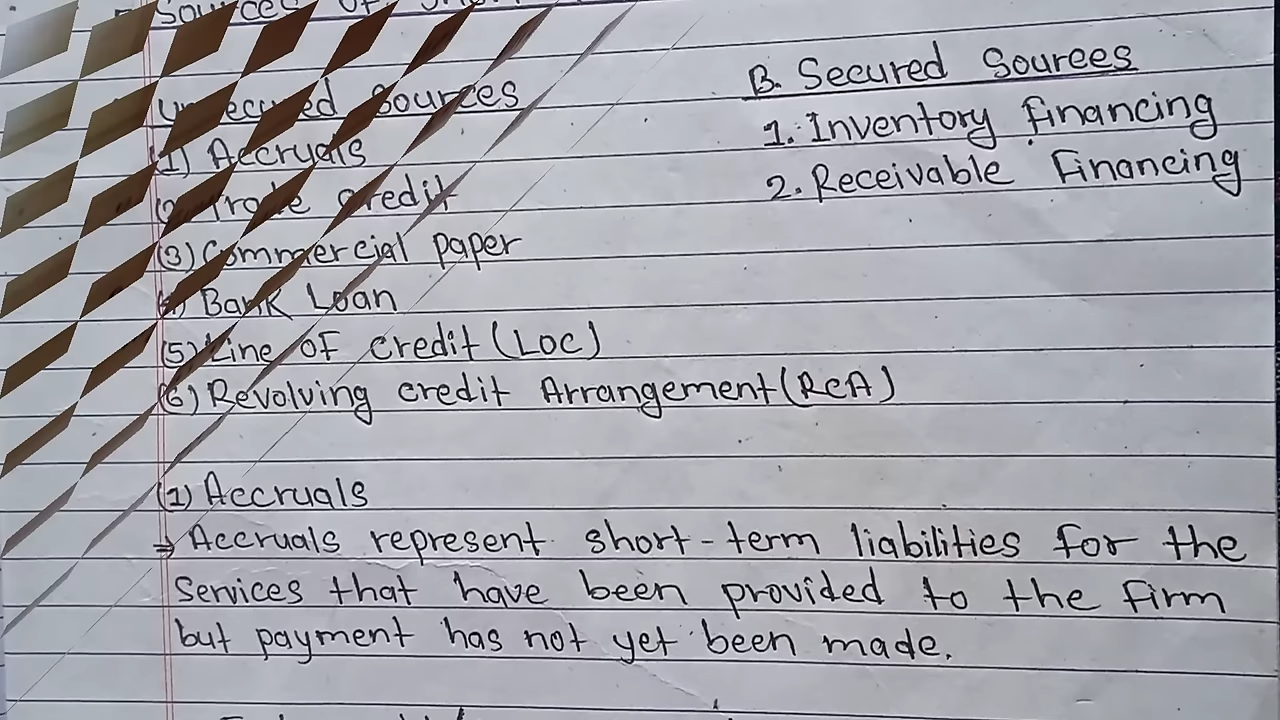 Sources of
Unsecured Sources
(1) Accruals
(2) Trade credit
(3) Commercial paper
(4) Bank Loan
(5) Line of credit (LOC)
(6) Revolving credit Arrangement (RCA)
B. Secured Sources
1. Inventory financing
2. Receivable Financing
(1) Accruals
⇒ Accruals represent short-term liabilities for the
Services that have been provided to the firm
but payment has not yet been made.